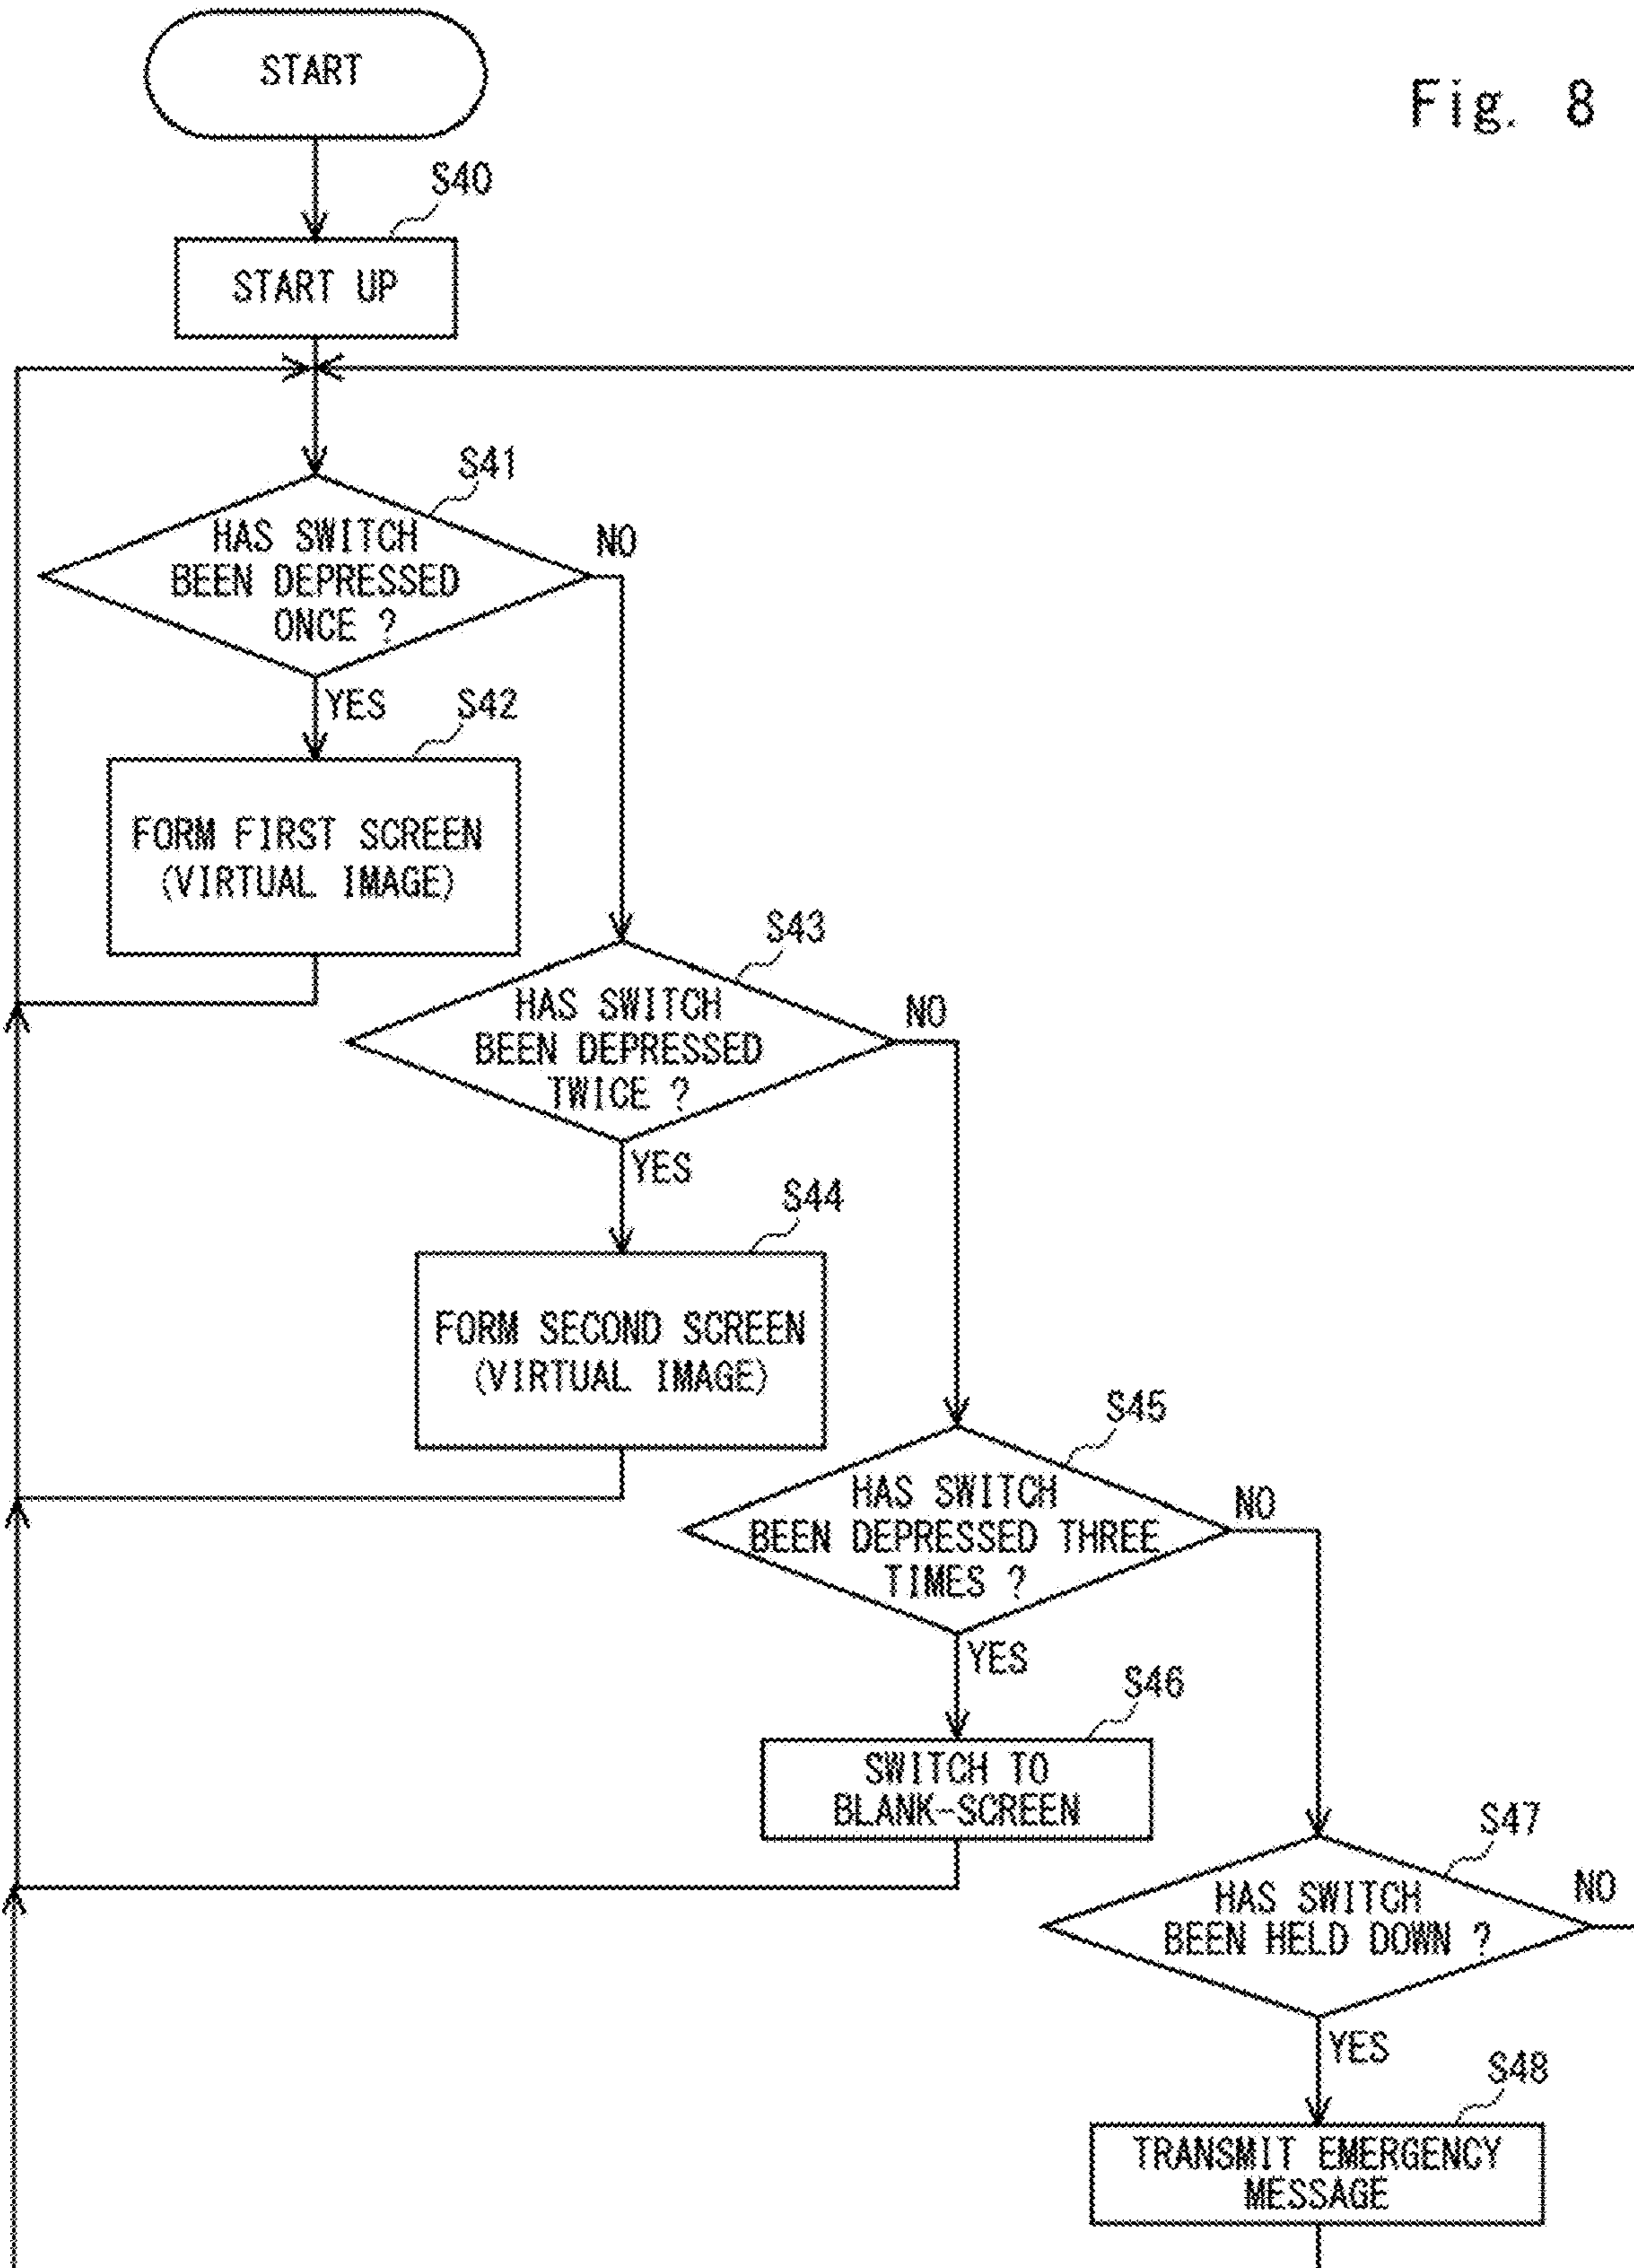 START
Fig. 8
S40
START UP
S41
HAS SWITCH
BEEN DEPRESSED
ONCE ?
NO
YES
S42
FORM FIRST SCREEN
(VIRTUAL IMAGE)
S43
HAS SWITCH
BEEN DEPRESSED
TWICE ?
NO
YES
S44
FORM SECOND SCREEN
(VIRTUAL IMAGE)
S45
HAS SWITCH
BEEN DEPRESSED THREE
TIMES ?
NO
YES
S46
SWITCH TO
BLANK-SCREEN
S47
HAS SWITCH
BEEN HELD DOWN ?
NO
YES
S48
TRANSMIT EMERGENCY
MESSAGE